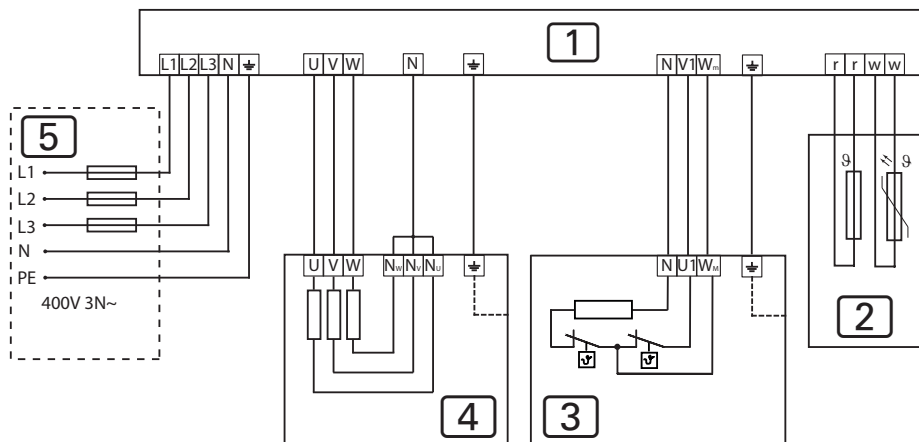 1
L1 L2 L3 N
U V W
N
N V1 Wm
r r w w
5
L1
L2
L3
N
PE
400V 3N~
U V W
NW NV NU
4
N U1 WM
ϑ ϑ
3
ϑ ϑ
2